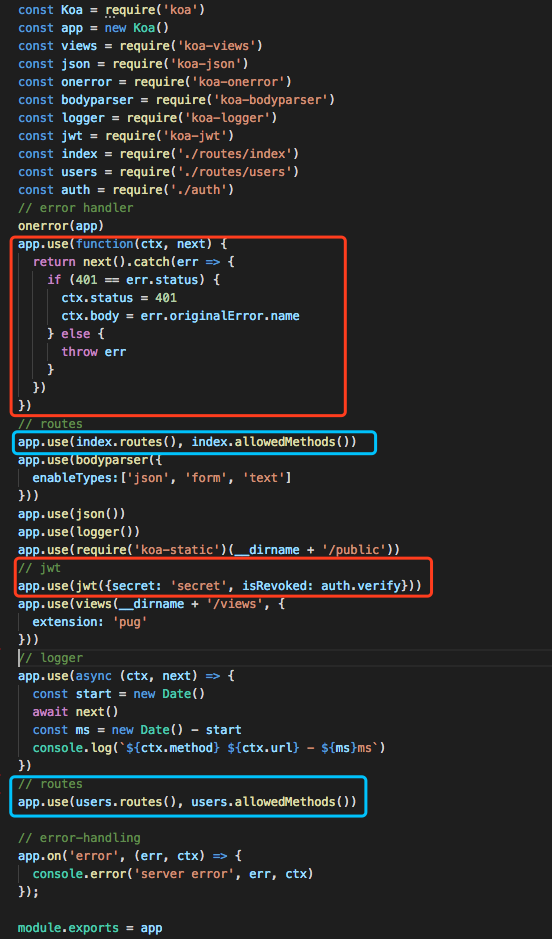 const Koa = require('koa')
const app = new Koa()
const views = require('koa-views')
const json = require('koa-json')
const onerror = require('koa-onerror')
const bodyparser = require('koa-bodyparser')
const logger = require('koa-logger')
const jwt = require('koa-jwt')
const index = require('./routes/index')
const users = require('./routes/users')
const auth = require('./auth')
// error handler
onerror(app)
app.use(function(ctx, next) {
  return next().catch(err => {
    if (401 == err.status) {
      ctx.status = 401
      ctx.body = err.originalError.name
    } else {
      throw err
    }
  })
})
// routes
app.use(index.routes(), index.allowedMethods())
app.use(bodyparser({
  enableTypes:['json', 'form', 'text']
}))
app.use(json())
app.use(logger())
app.use(require('koa-static')(__dirname + '/public'))
// jwt
app.use(jwt({secret: 'secret', isRevoked: auth.verify}))
app.use(views(__dirname + '/views', {
  extension: 'pug'
}))
// logger
app.use(async (ctx, next) => {
  const start = new Date()
  await next()
  const ms = new Date() - start
  console.log(`${ctx.method} ${ctx.url} - ${ms}ms`)
})
// routes
app.use(users.routes(), users.allowedMethods())

// error-handling
app.on('error', (err, ctx) => {
  console.error('server error', err, ctx)
});

module.exports = app